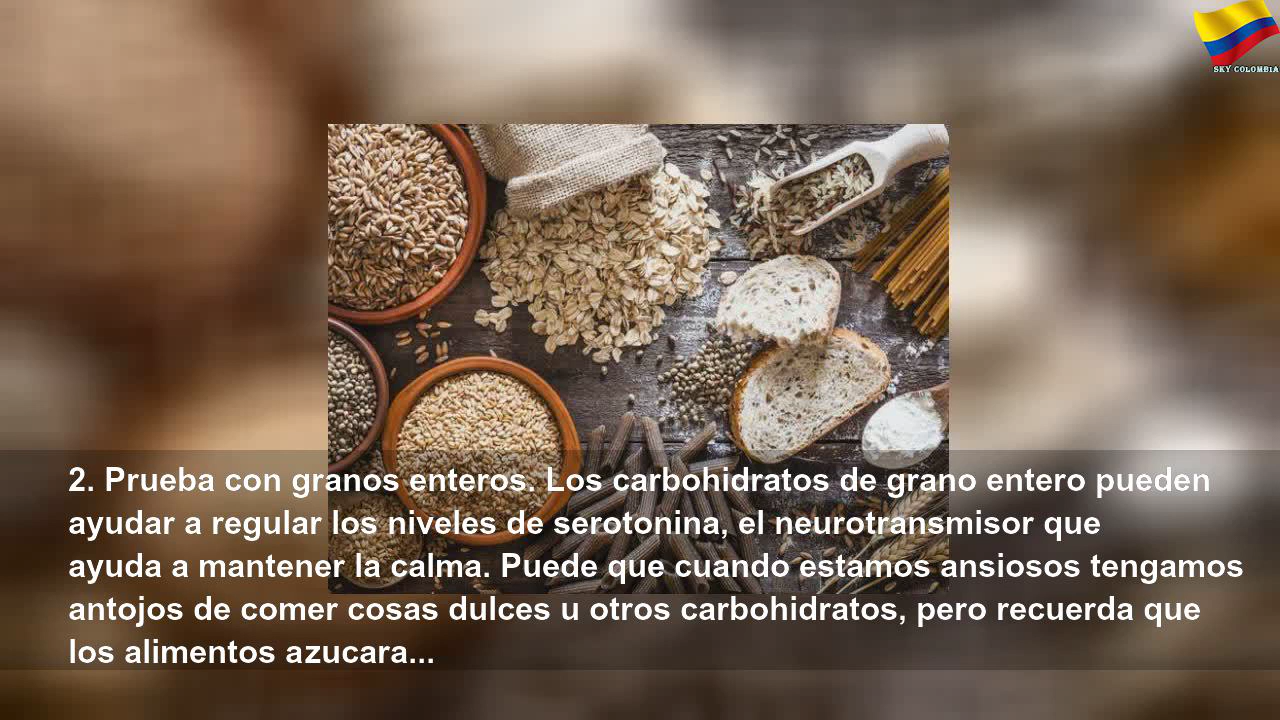 SKY COLOMBIA
2. Prueba con granos enteros. Los carbohidratos de grano entero pueden
ayudar a regular los niveles de serotonina, el neurotransmisor que
ayuda a mantener la calma. Puede que cuando estamos ansiosos tengamos
antojos de comer cosas dulces u otros carbohidratos, pero recuerda que
los alimentos azucara...